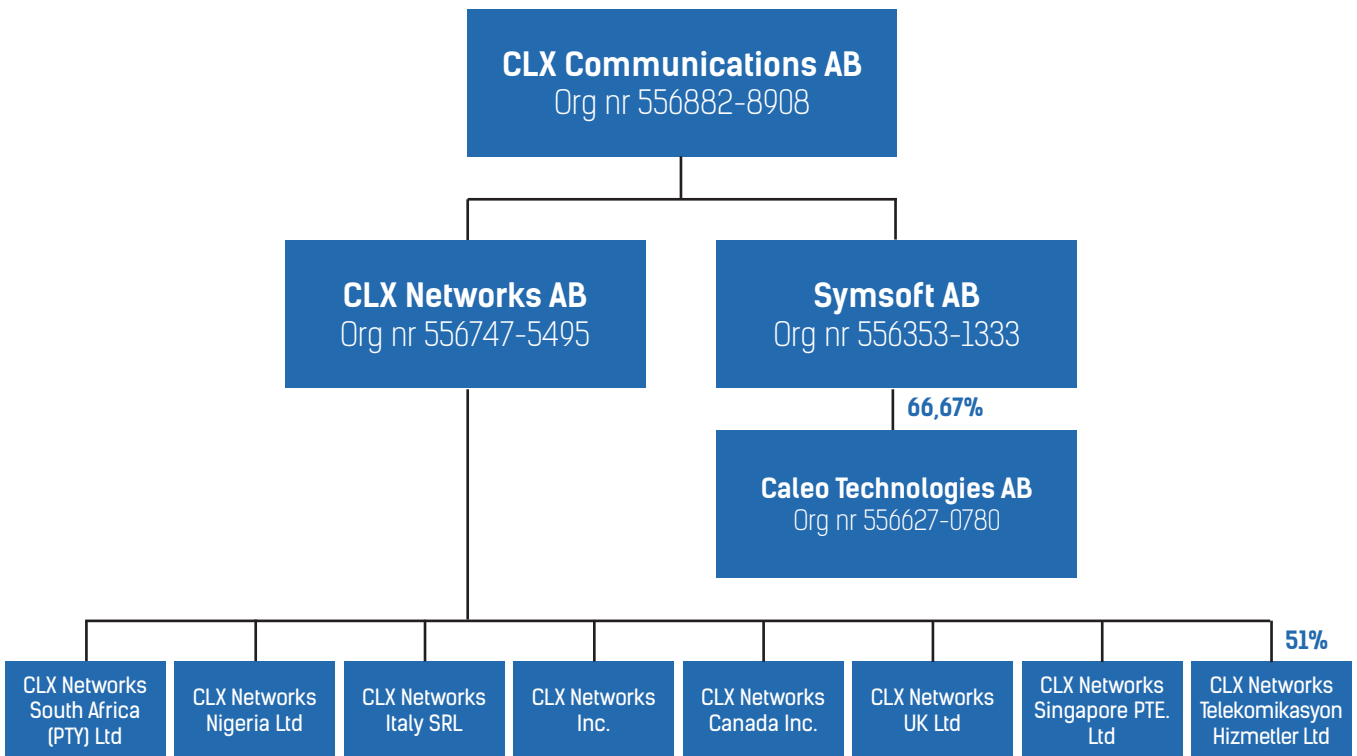 CLX Communications AB
Org nr 556882-8908
CLX Networks AB
Org nr 556747-5495
Symsoft AB
Org nr 556353-1333
66,67%
Caleo Technologies AB
Org nr 556627-0780
51%
CLX Networks
South Africa
(PTY) Ltd
CLX Networks
Nigeria Ltd
CLX Networks
Italy SRL
CLX Networks
Inc.
CLX Networks
Canada Inc.
CLX Networks
UK Ltd
CLX Networks
Singapore PTE.
Ltd
CLX Networks
Telekomikasyon
Hizmetler Ltd